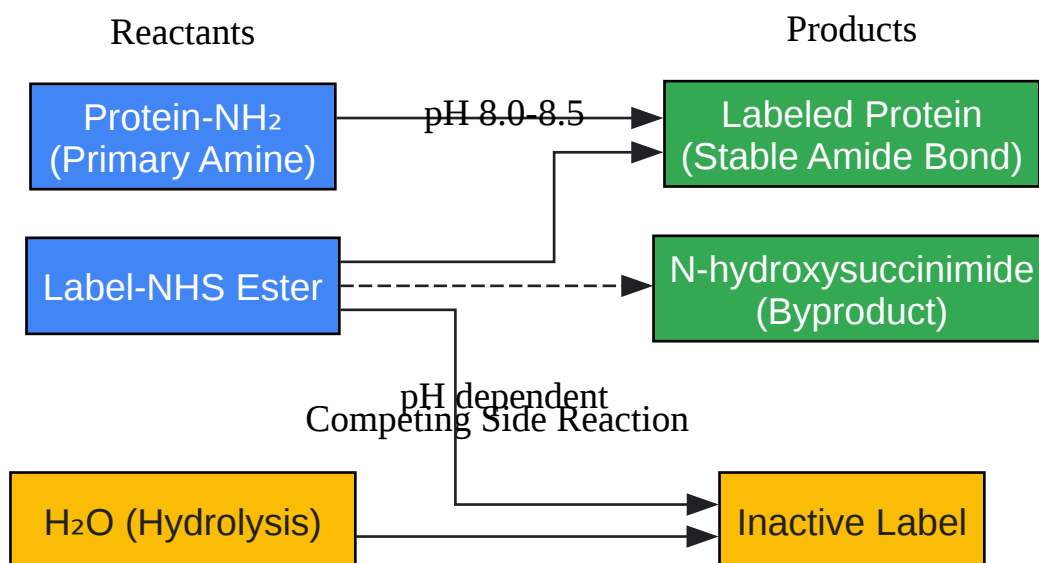 Reactants
Products
Protein-NH₂
(Primary Amine)
pH 8.0-8.5
Labeled Protein
(Stable Amide Bond)
Label-NHS Ester
N-hydroxysuccinimide
(Byproduct)
pH dependent
Competing Side Reaction
H₂O (Hydrolysis)
Inactive Label